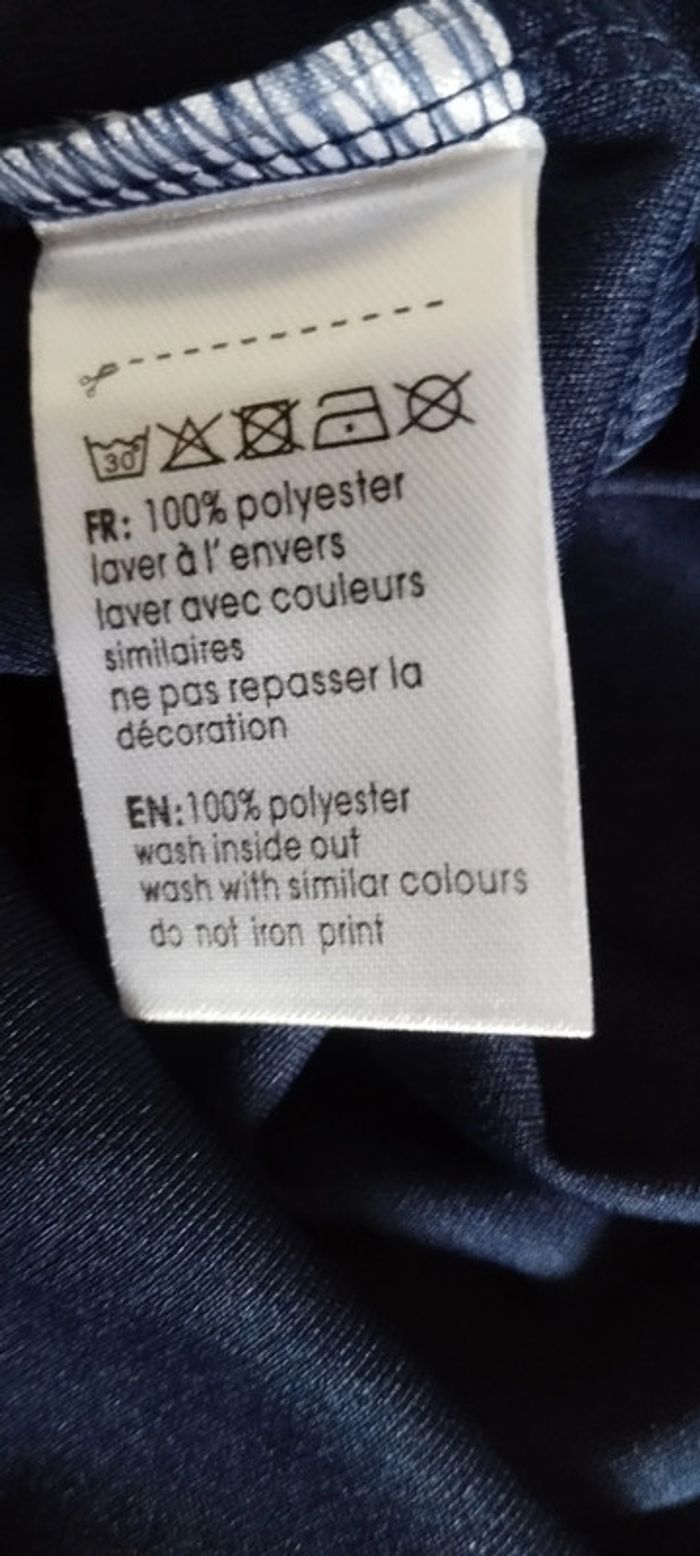 30°
FR: 100% polyester
laver à l' envers
laver avec couleurs
similaires
ne pas repasser la
décoration
EN:100% polyester
wash inside out
wash with similar colours
do not iron print